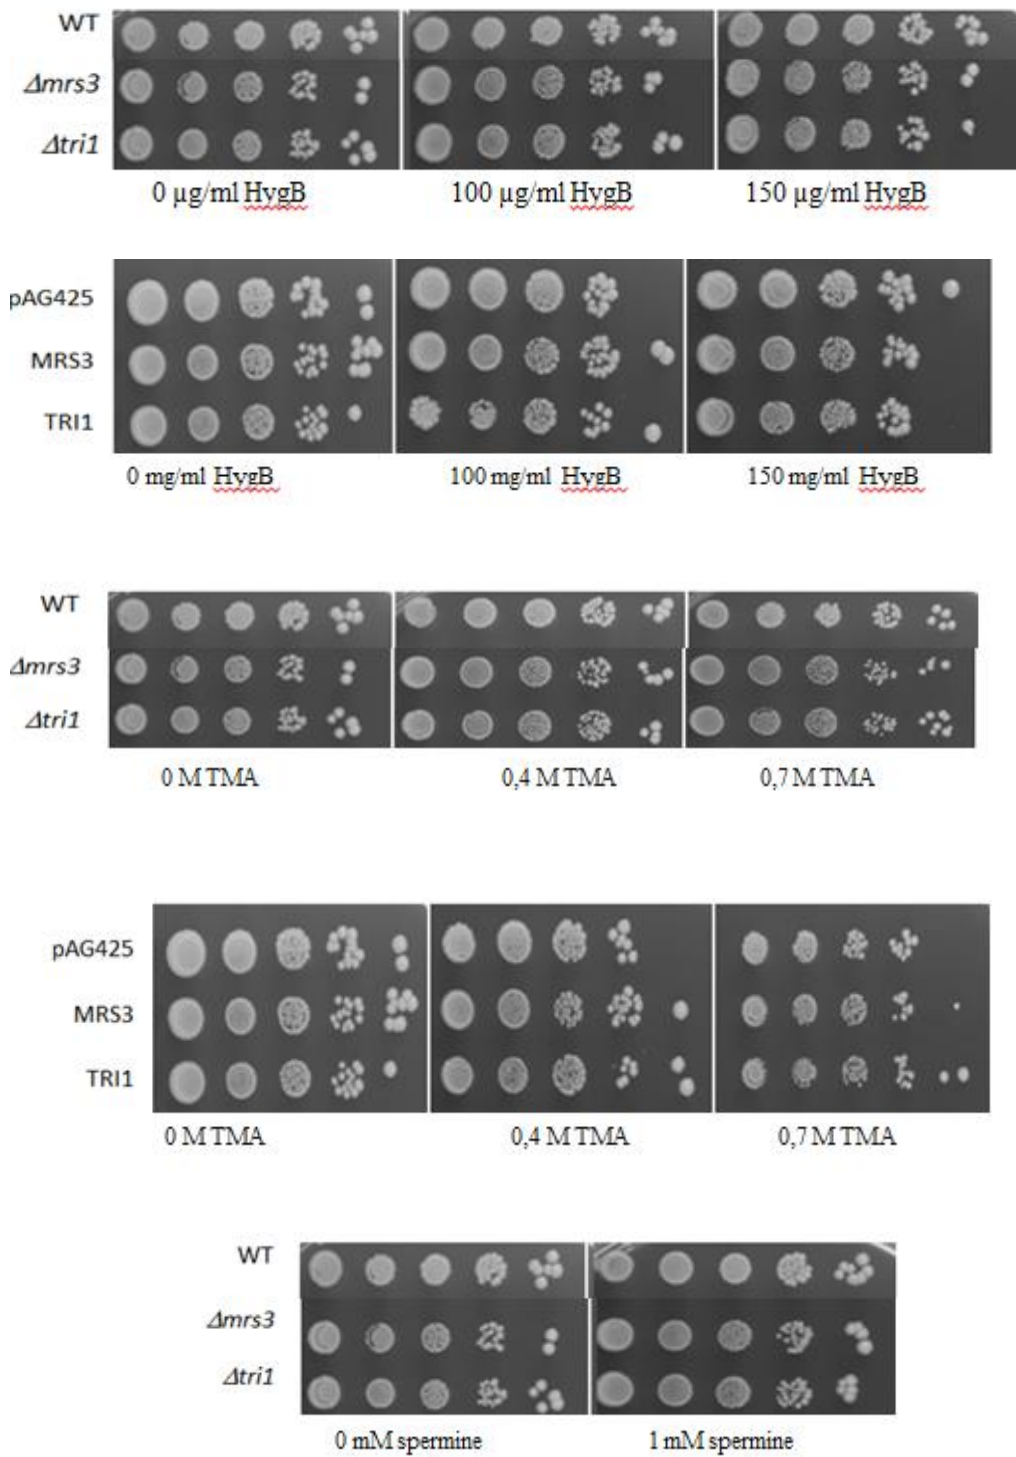 WT
Δmrs3
Δtri1
0 µg/ml HygB 100 µg/ml HygB 150 µg/ml HygB
pAG425
MRS3
TRI1
0 mg/ml HygB 100 mg/ml HygB 150 mg/ml HygB
WT
Δmrs3
Δtri1
0 M TMA 0,4 M TMA 0,7 M TMA
pAG425
MRS3
TRI1
0 M TMA 0,4 M TMA 0,7 M TMA
WT
Δmrs3
Δtri1
0 mM spermine 1 mM spermine